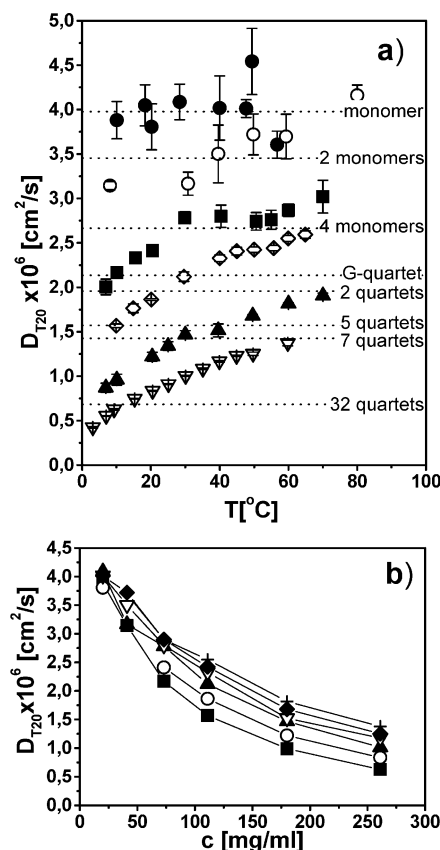 a)
5,0
4,5
4,0
3,5
3,0
2,5
2,0
1,5
1,0
0,5
0,0
D_T20 x10^6 [cm^2/s]
monomer
2 monomers
4 monomers
G-quartet
2 quartets
5 quartets
7 quartets
32 quartets
0 20 40 60 80 100
T[°C]
b)
4,5
4,0
3,5
3,0
2,5
2,0
1,5
1,0
0,5
0,0
D_T20x10^6 [cm^2/s]
0 50 100 150 200 250 300
c [mg/ml]